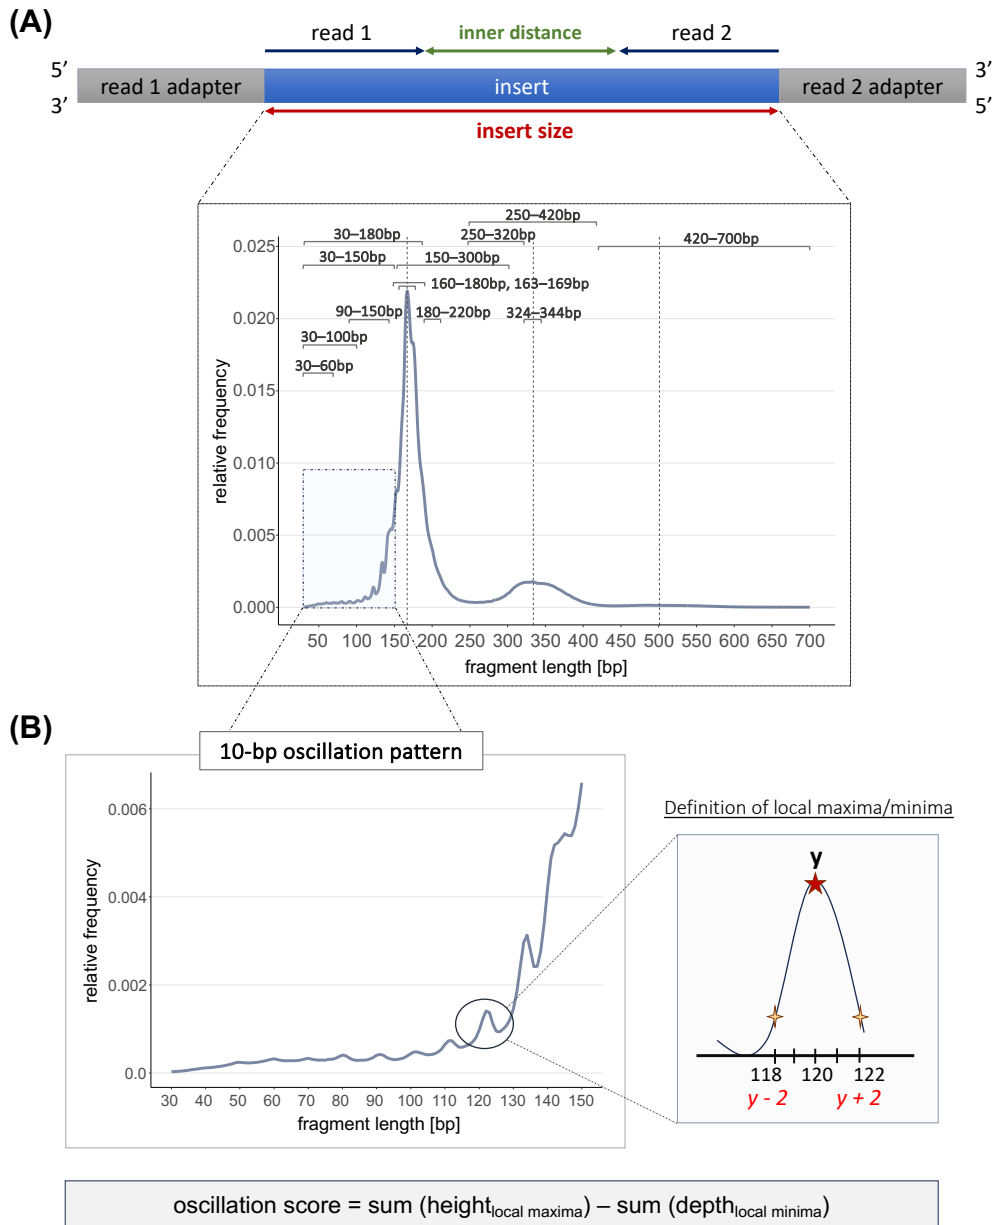 (A)
read 1
inner distance
read 2
5’
3’
read 1 adapter
insert
read 2 adapter
3’
5’
insert size
250–420bp
30–180bp
250–320bp
420–700bp
30–150bp
150–300bp
160–180bp, 163–169bp
90–150bp
180–220bp
324–344bp
30–100bp
30–60bp
relative frequency
0.025
0.020
0.015
0.010
0.005
0.000
50 100 150 200 250 300 350 400 450 500 550 600 650 700
fragment length [bp]
(B)
10-bp oscillation pattern
relative frequency
0.006
0.004
0.002
0.0
30 40 50 60 70 80 90 100 110 120 130 140 150
fragment length [bp]
Definition of local maxima/minima
y
118 120 122
y - 2 y + 2
oscillation score = sum (height local maxima) – sum (depth local minima)